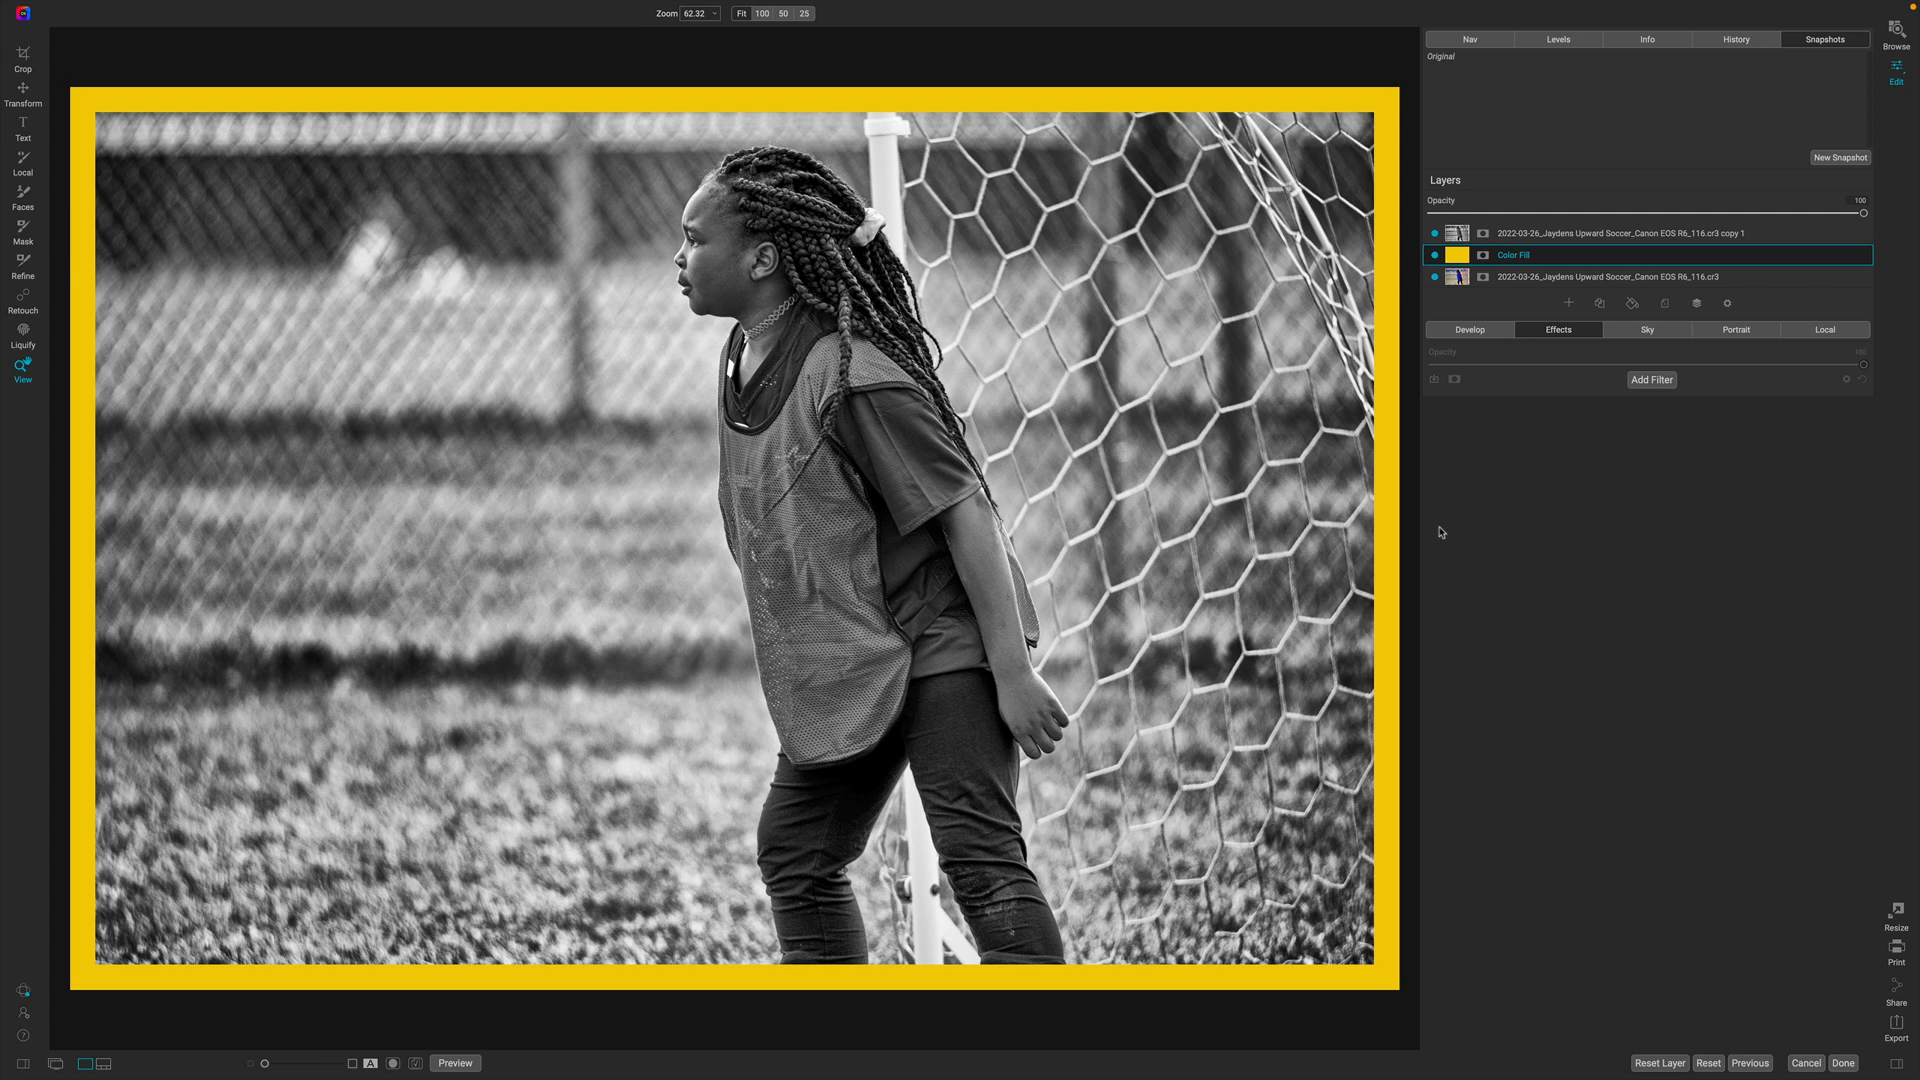 Zoom 62.32 Fit 100 50 25
Crop
Transform
Text
Local
Faces
Mask
Refine
Retouch
Liquify
View
Nav Levels Info History Snapshots
Original
New Snapshot
Layers
Opacity 100
2022-03-26_Jaydens Upward Soccer_Canon EOS R6_116.cr3 copy 1
Color Fill
2022-03-26_Jaydens Upward Soccer_Canon EOS R6_116.cr3
Develop Effects Sky Portrait Local
Opacity 100
Add Filter
Browse
Edit
Resize
Print
Share
Export
A Preview
Reset Layer Reset Previous Cancel Done